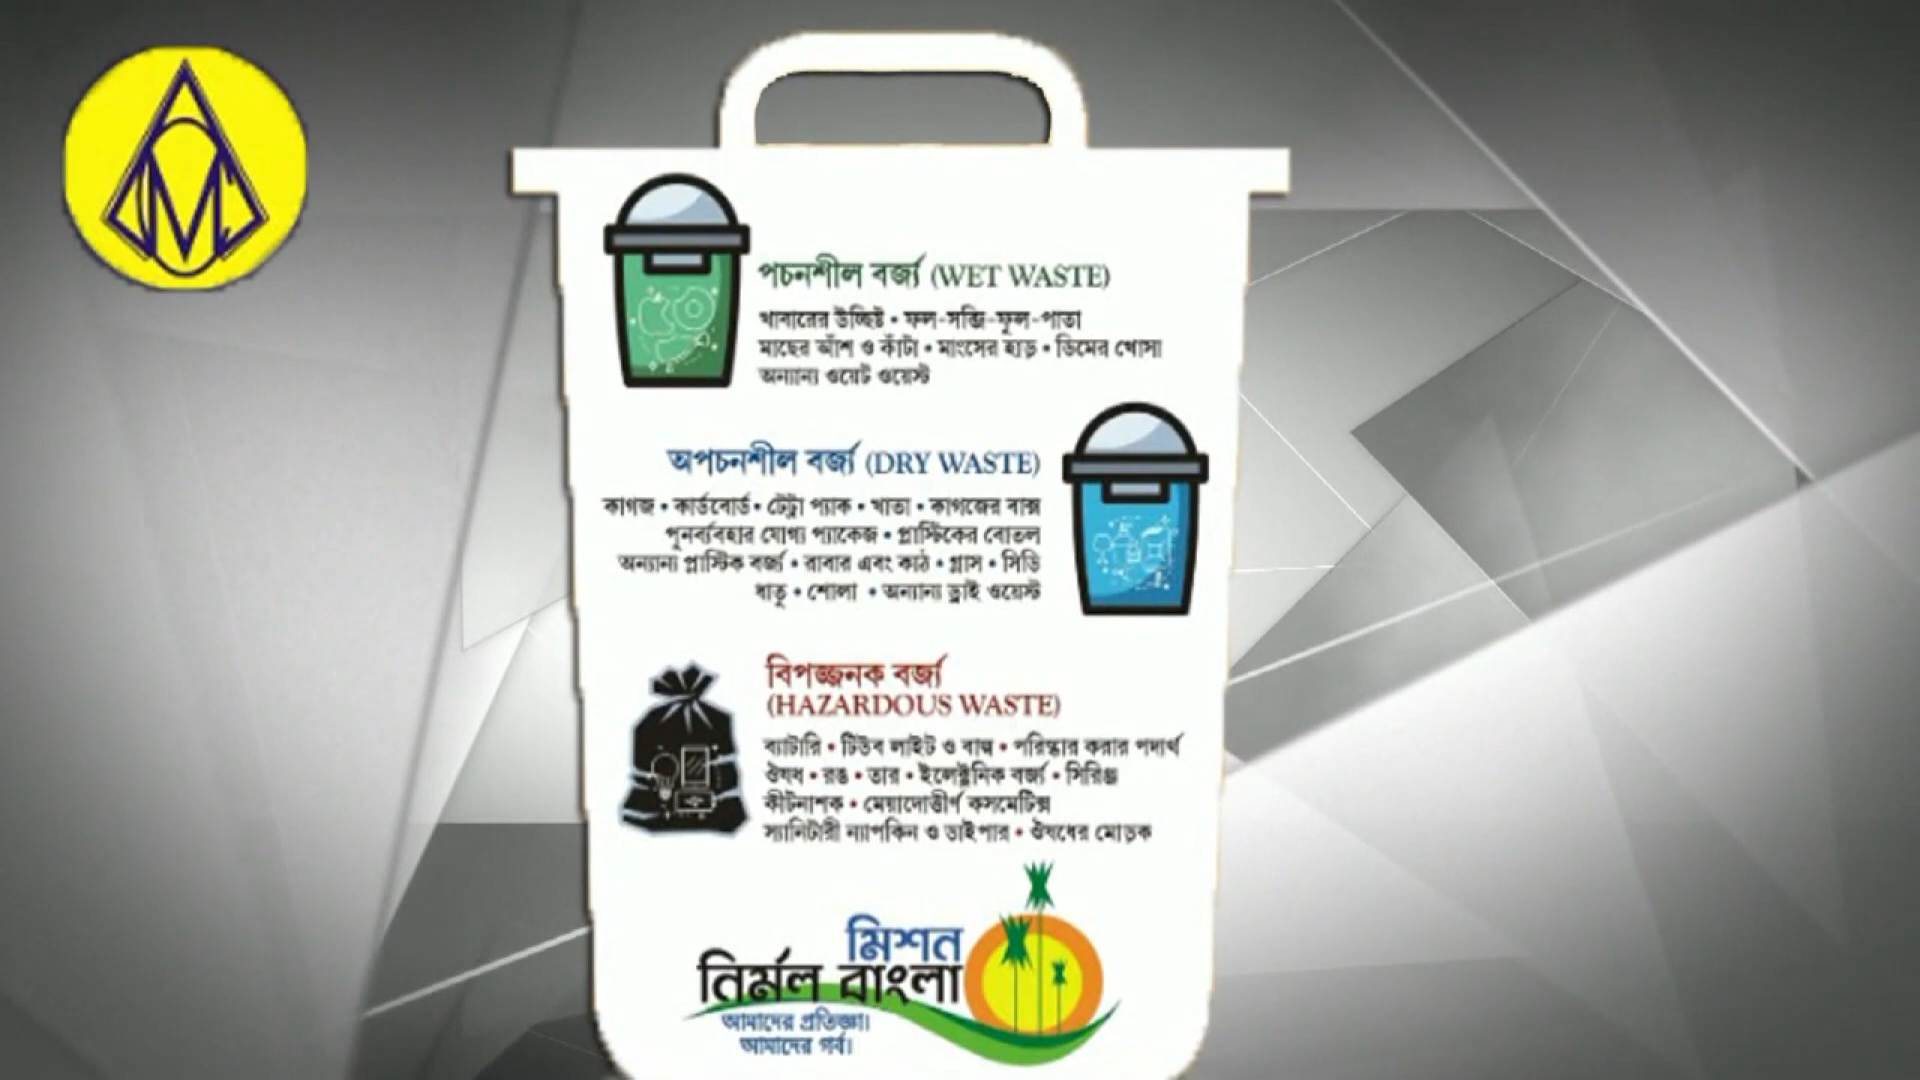 পচনশীল বর্জ্য (WET WASTE)
খাবারের উচ্ছিষ্ট • ফল-সব্জি-ফুল-পাতা
মাছের আঁশ ও কাঁটা • মাংসের হাড় • ডিমের খোসা
অন্যান্য ওয়েট ওয়েস্ট
অপচনশীল বর্জ্য (DRY WASTE)
কাগজ • কার্ডবোর্ড • টেট্রা প্যাক • খাতা • কাগজের বাক্স
পুনর্ব্যবহার যোগ্য প্যাকেজ • প্লাস্টিকের বোতল
অন্যান্য প্লাস্টিক বর্জ্য • রাবার এবং কাঠ • গ্লাস • সিডি
ধাতু • শোলা • অন্যান্য ড্রাই ওয়েস্ট
বিপজ্জনক বর্জ্য
(HAZARDOUS WASTE)
ব্যাটারি • টিউব লাইট ও বাল্ব • পরিষ্কার করার পদার্থ
ঔষধ • রঙ • তার • ইলেক্ট্রনিক বর্জ্য • সিরিঞ্জ
কীটনাশক • মেয়াদোত্তীর্ণ কসমেটিক্স
স্যানিটারী ন্যাপকিন ও ডাইপার • ঔষধের মোড়ক
মিশন
নির্মল বাংলা
আমাদের প্রতিজ্ঞা।
আমাদের গর্ব।